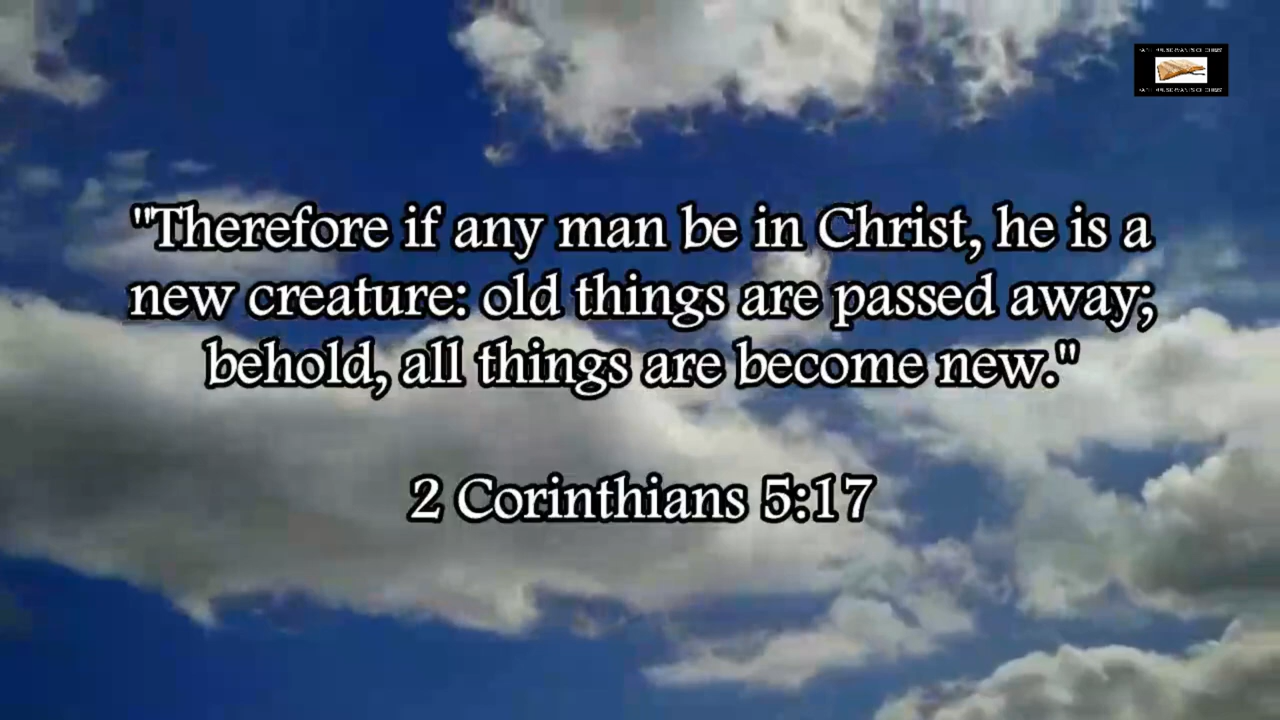 "Therefore if any man be in Christ, he is a
new creature: old things are passed away;
behold, all things are become new."
2 Corinthians 5:17